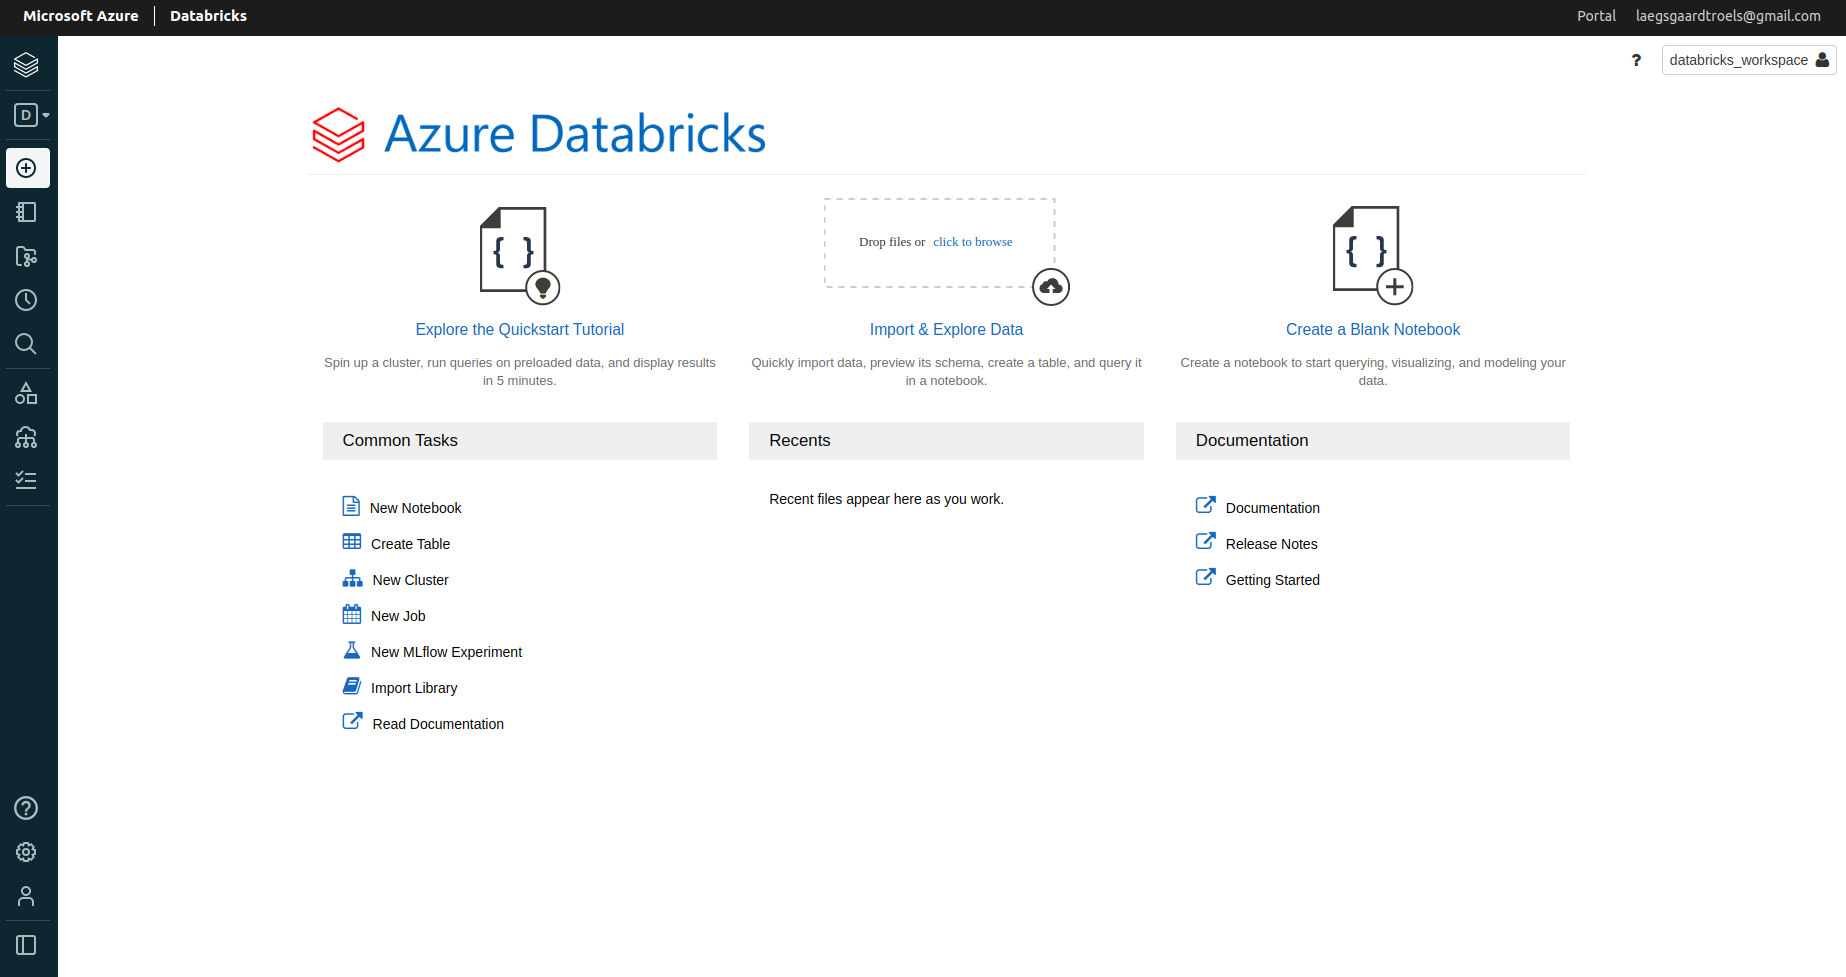 Microsoft Azure Databricks
Portal laegsgaardtroels@gmail.com
? databricks_workspace
D
Azure Databricks
{ }
Drop files or click to browse
{ }
Explore the Quickstart Tutorial
Spin up a cluster, run queries on preloaded data, and display results
in 5 minutes.
Import & Explore Data
Quickly import data, preview its schema, create a table, and query it
in a notebook.
Create a Blank Notebook
Create a notebook to start querying, visualizing, and modeling your
data.
Common Tasks
New Notebook
Create Table
New Cluster
New Job
New MLflow Experiment
Import Library
Read Documentation
Recents
Recent files appear here as you work.
Documentation
Documentation
Release Notes
Getting Started